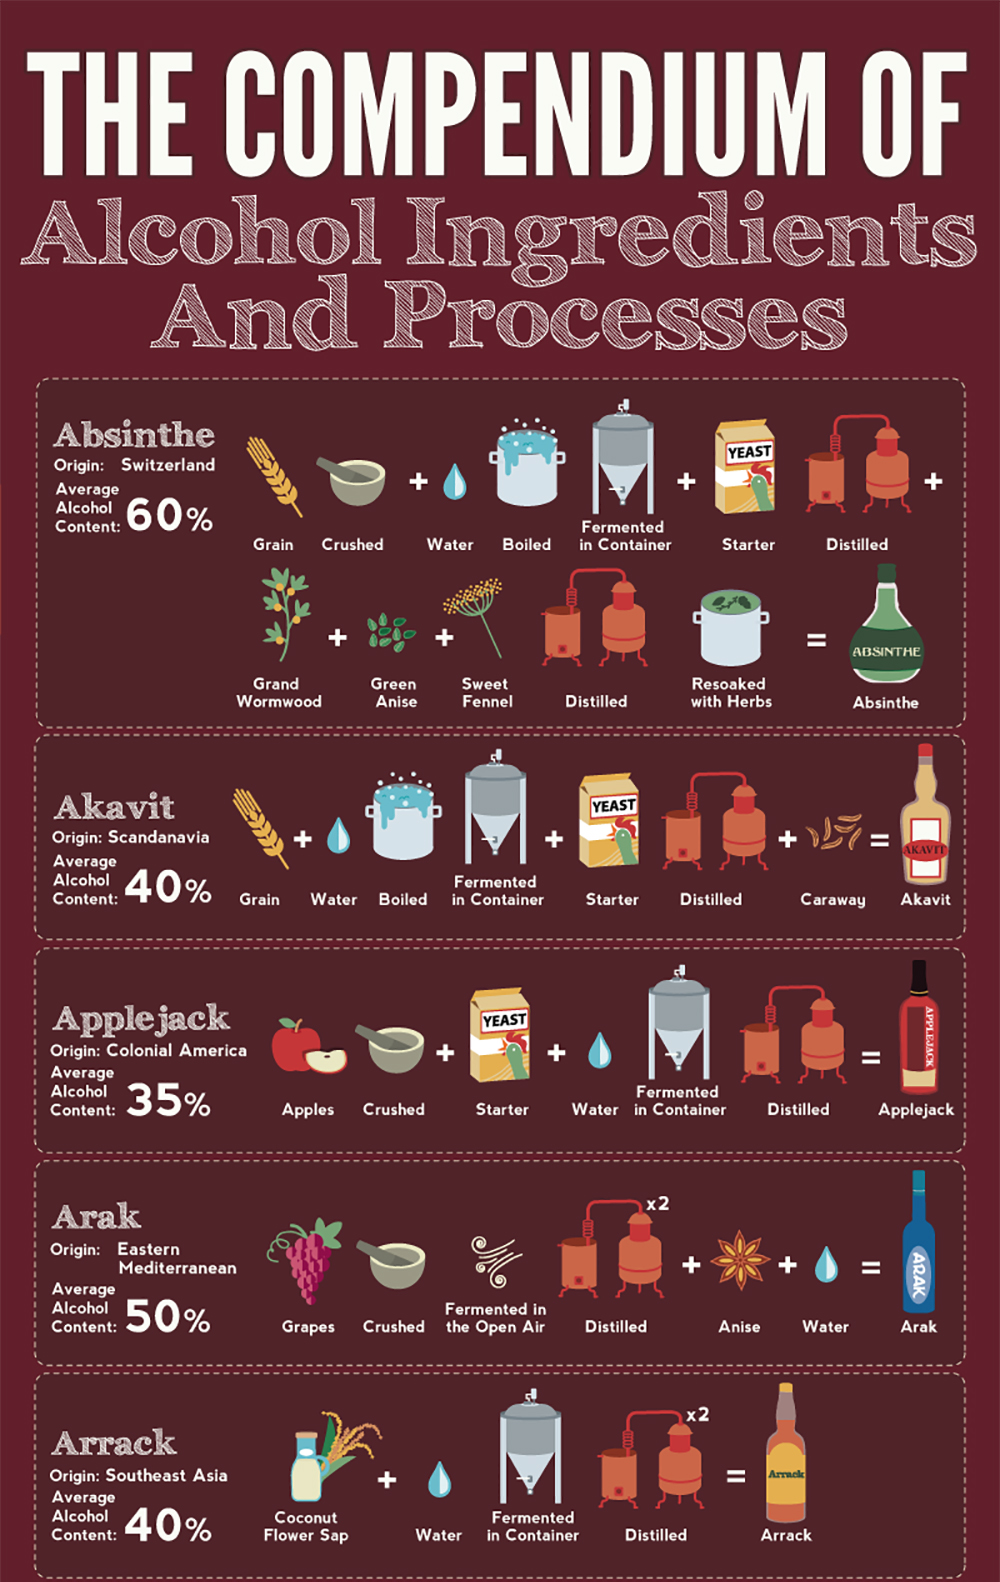 THE COMPENDIUM OF
Alcohol Ingredients
And Processes
Absinthe
Origin: Switzerland
Average
Alcohol
Content: 60%
+ + +
YEAST
Grain Crushed Water Boiled Fermented
in Container Starter Distilled
+ + =
ABSINTHE
Grand
Wormwood
Green
Anise
Sweet
Fennel
Distilled
Resoaked
with Herbs
Absinthe
Akavit
Origin: Scandanavia
Average
Alcohol
Content: 40%
+ + + =
YEAST
AKAVIT
Grain Water Boiled Fermented
in Container Starter Distilled Caraway Akavit
Applejack
Origin: Colonial America
Average
Alcohol
Content: 35%
+ + =
YEAST
APPLEJACK
Apples Crushed Starter Water Fermented
in Container Distilled Applejack
Arak
Origin: Eastern
Mediterranean
Average
Alcohol
Content: 50%
x2
+ + =
ARAK
Grapes Crushed Fermented in
the Open Air Distilled Anise Water Arak
Arrack
Origin: Southeast Asia
Average
Alcohol
Content: 40%
x2
+ =
Arrack
Coconut
Flower Sap
Water
Fermented
in Container
Distilled
Arrack